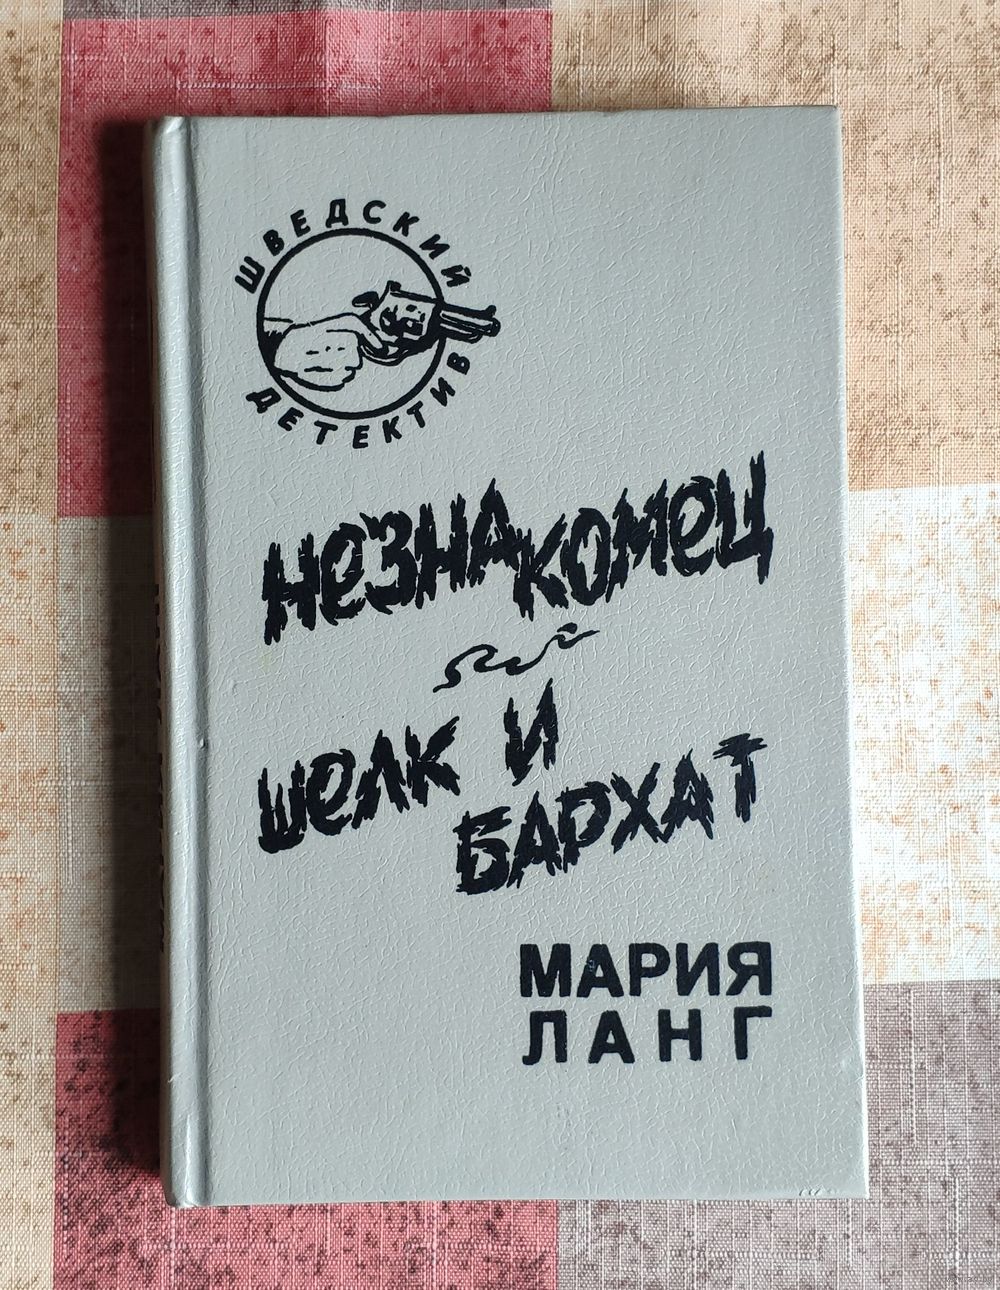 ШВЕДСКИЙ
ДЕТЕКТИВ
НеЗНАКОМеЦ
ШеЛК И
БАРХАТ
МАРИЯ
ЛАНГ